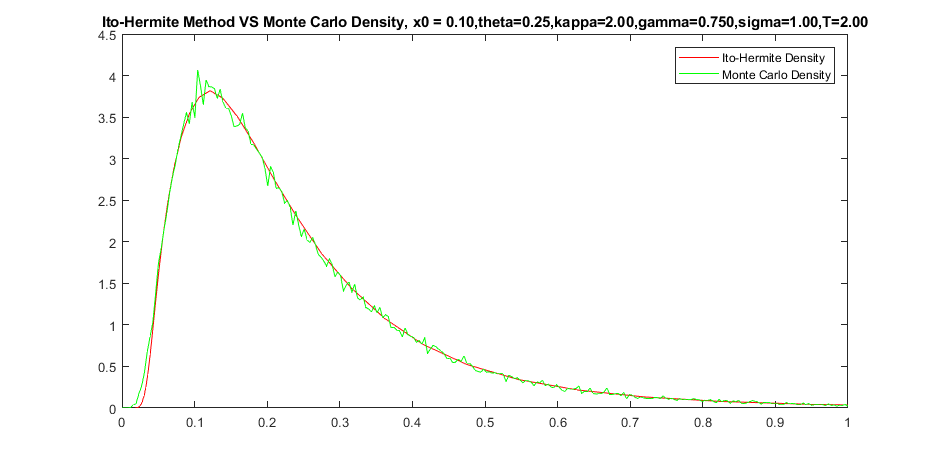 Ito-Hermite Method VS Monte Carlo Density, x0 = 0.10,theta=0.25,kappa=2.00,gamma=0.750,sigma=1.00,T=2.00
Ito-Hermite Density
Monte Carlo Density
4.5
4
3.5
3
2.5
2
1.5
1
0.5
0
0 0.1 0.2 0.3 0.4 0.5 0.6 0.7 0.8 0.9 1